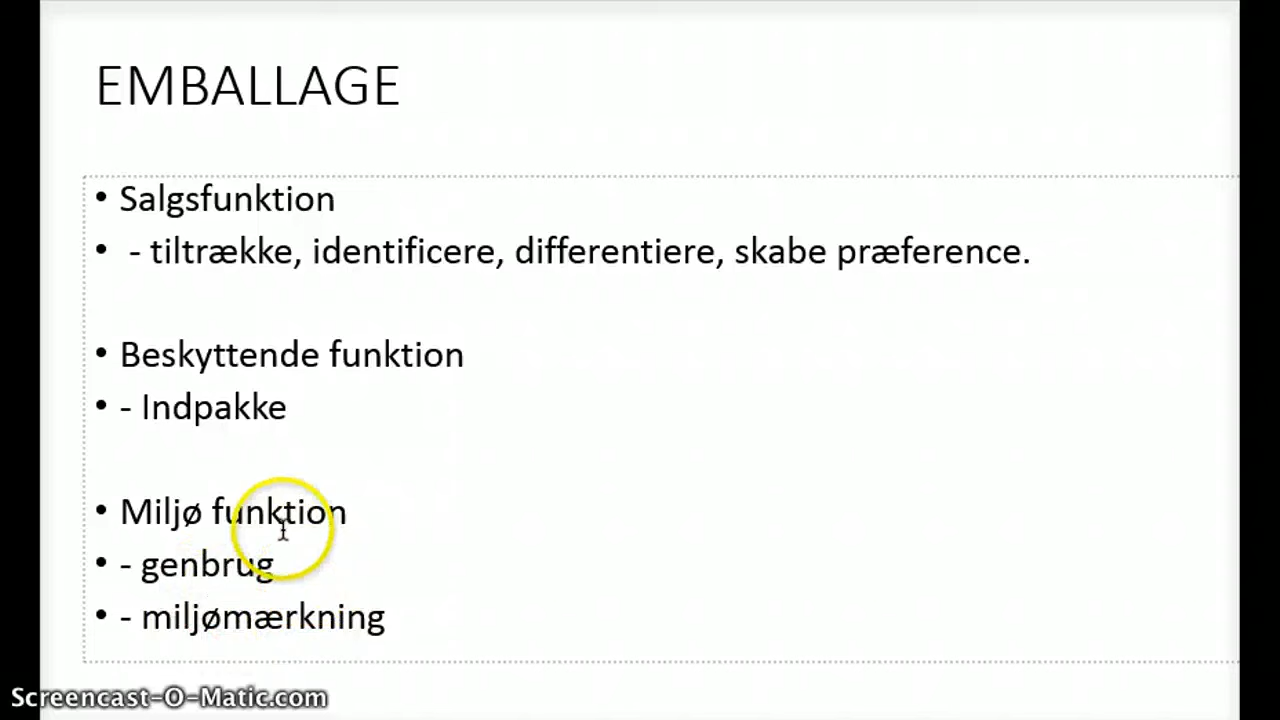 EMBALLAGE
• Salgsfunktion
• - tiltrække, identificere, differentiere, skabe præference.
• Beskyttende funktion
• - Indpakke
• Miljø funktion
• - genbrug
• - miljømærkning
Screencast-O-Matic.com